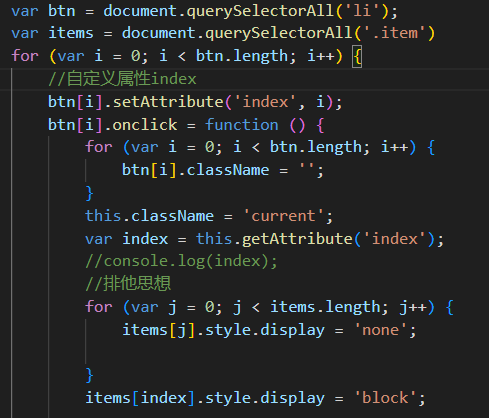 var btn = document.querySelectorAll('li');
var items = document.querySelectorAll('.item')
for (var i = 0; i < btn.length; i++) {
//自定义属性index
btn[i].setAttribute('index', i);
btn[i].onclick = function () {
for (var i = 0; i < btn.length; i++) {
btn[i].className = '';
}
this.className = 'current';
var index = this.getAttribute('index');
//console.log(index);
//排他思想
for (var j = 0; j < items.length; j++) {
items[j].style.display = 'none';
}
items[index].style.display = 'block';